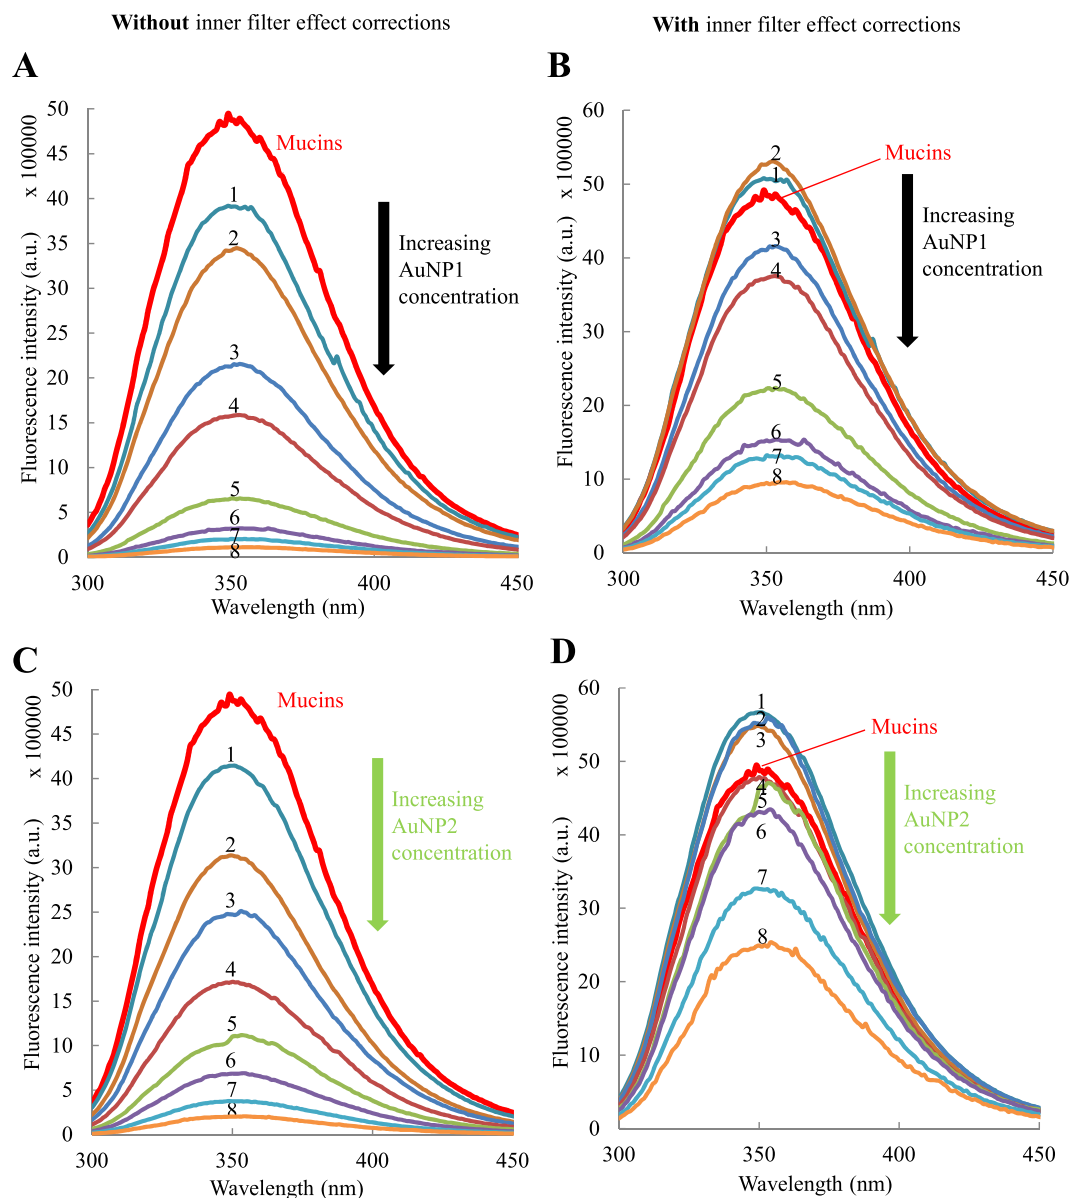 Without inner filter effect corrections
With inner filter effect corrections
A
x 100000
Fluorescence intensity (a.u.)
50
45
40
35
30
25
20
15
10
5
0
Mucins
1
2
3
4
5
6
7
8
Increasing
AuNP1
concentration
300
350
400
450
Wavelength (nm)
B
x 100000
Fluorescence intensity (a.u.)
60
50
40
30
20
10
0
2
1
Mucins
3
4
5
6
7
8
Increasing
AuNP1
concentration
300
350
400
450
Wavelength (nm)
C
x 100000
Fluorescence intensity (a.u.)
50
45
40
35
30
25
20
15
10
5
0
Mucins
1
2
3
4
5
6
7
8
Increasing
AuNP2
concentration
300
350
400
450
Wavelength (nm)
D
x 100000
Fluorescence intensity (a.u.)
60
50
40
30
20
10
0
1
2
3
Mucins
4
5
6
7
8
Increasing
AuNP2
concentration
300
350
400
450
Wavelength (nm)